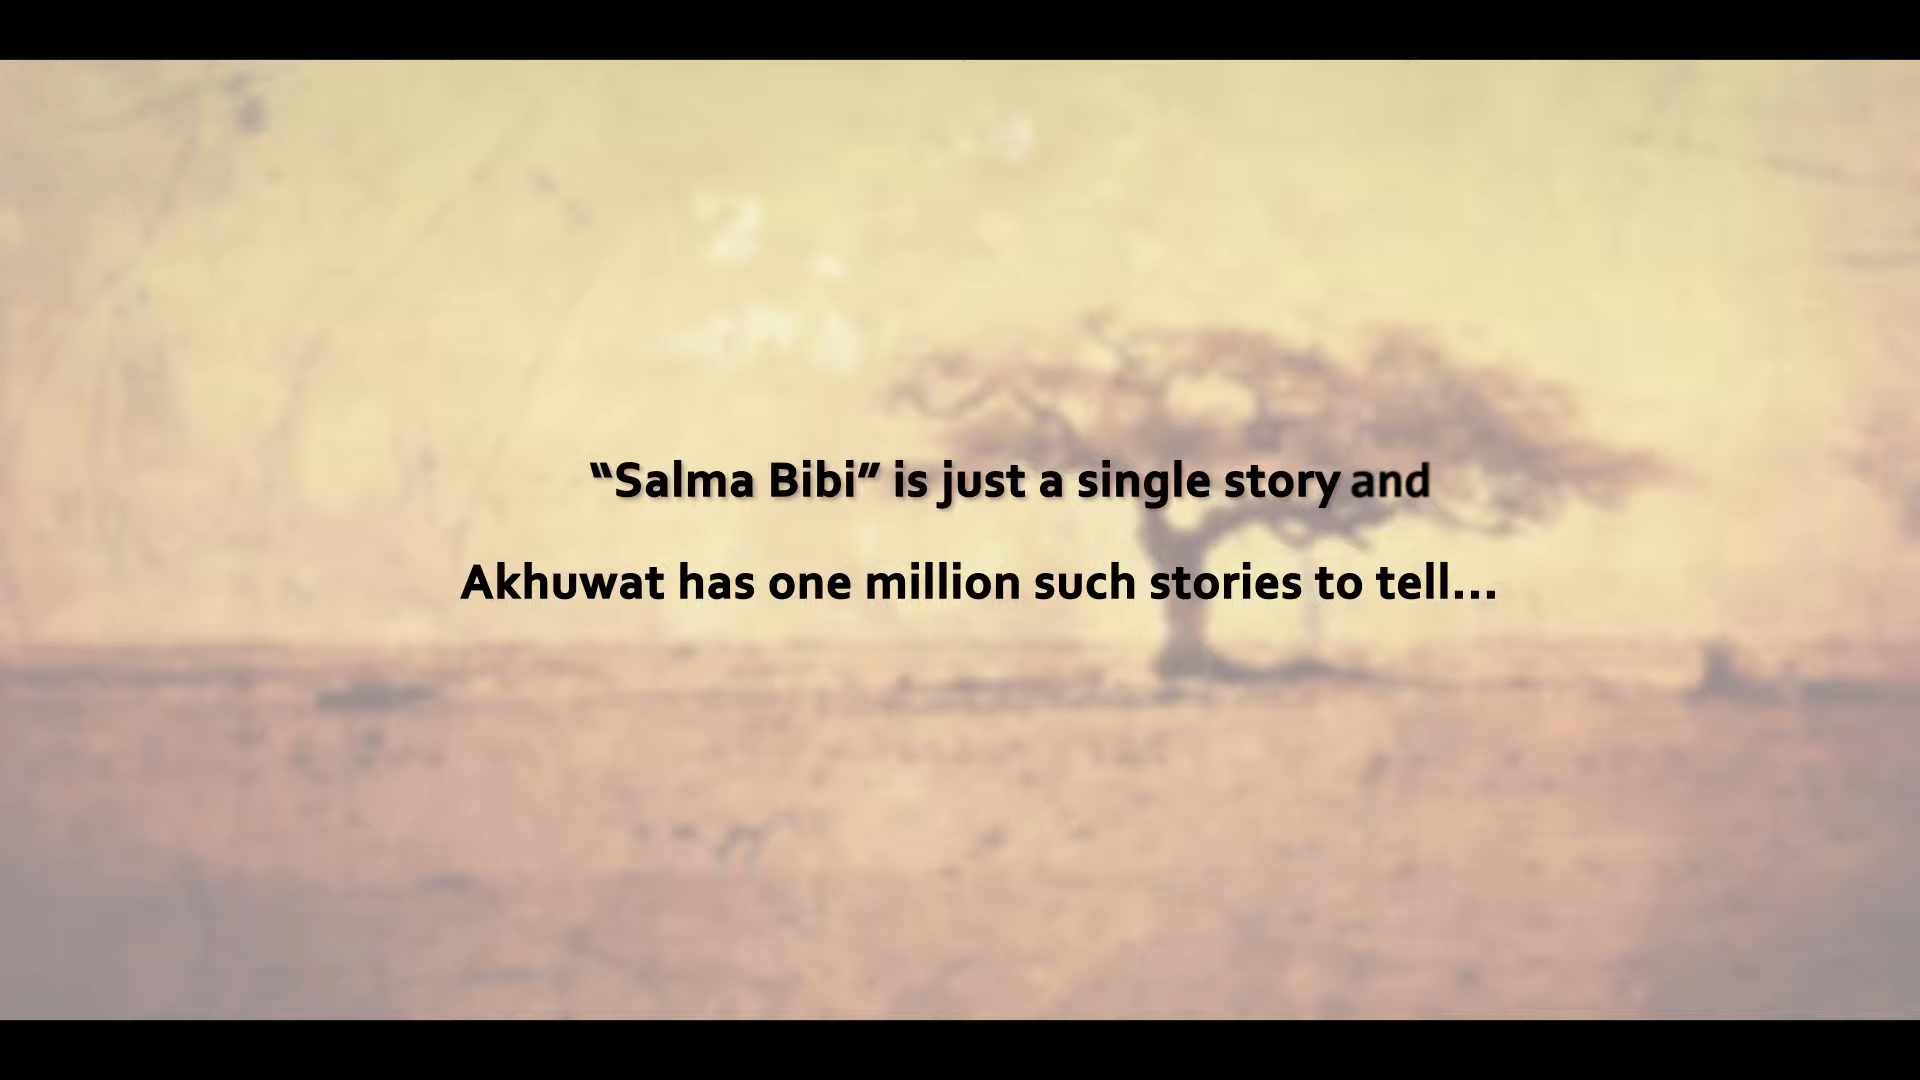 “Salma Bibi” is just a single story and
Akhuwat has one million such stories to tell...